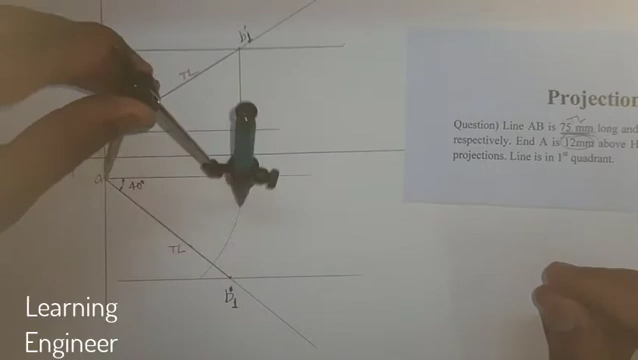 b'1
TL
a
40°
TL
b1
Projection
Question) Line AB is 75 mm long and
respectively. End A is 12mm above H
projections. Line is in 1st quadrant.
Learning
Engineer